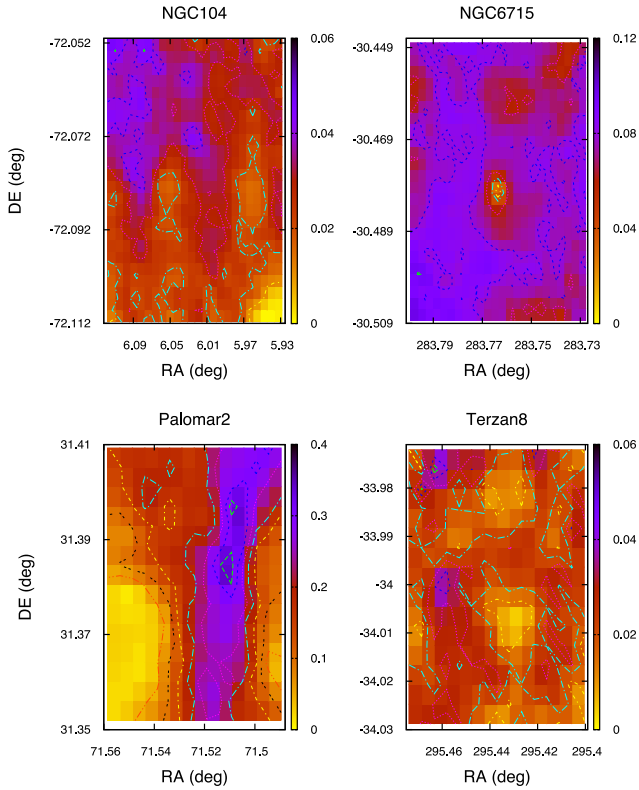 NGC104
NGC6715
DE (deg)
-72.052
-72.072
-72.092
-72.112
6.09 6.05 6.01 5.97 5.93
RA (deg)
0.06
0.04
0.02
0
-30.449
-30.469
-30.489
-30.509
283.79 283.77 283.75 283.73
RA (deg)
0.12
0.08
0.04
0
Palomar2
Terzan8
DE (deg)
31.41
31.39
31.37
31.35
71.56 71.54 71.52 71.5
RA (deg)
0.4
0.3
0.2
0.1
0
-33.98
-33.99
-34
-34.01
-34.02
-34.03
295.46 295.44 295.42 295.4
RA (deg)
0.06
0.04
0.02
0